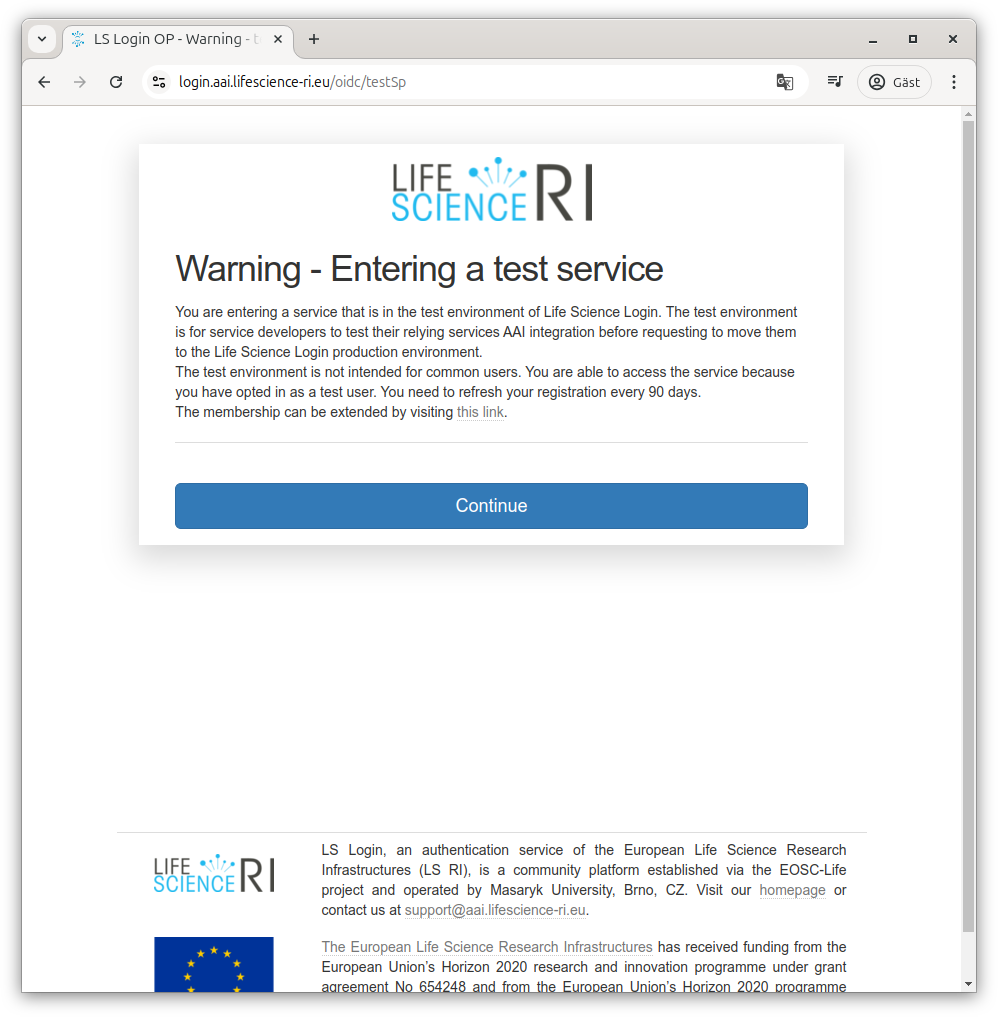 LS Login OP - Warning - t
login.aai.lifescience-ri.eu/oidc/testSp
Gäst
LIFE
SCIENCE RI
Warning - Entering a test service
You are entering a service that is in the test environment of Life Science Login. The test environment
is for service developers to test their relying services AAI integration before requesting to move them
to the Life Science Login production environment.
The test environment is not intended for common users. You are able to access the service because
you have opted in as a test user. You need to refresh your registration every 90 days.
The membership can be extended by visiting this link.
Continue
LIFE
SCIENCE RI
LS Login, an authentication service of the European Life Science Research
Infrastructures (LS RI), is a community platform established via the EOSC-Life
project and operated by Masaryk University, Brno, CZ. Visit our homepage or
contact us at support@aai.lifescience-ri.eu.
The European Life Science Research Infrastructures has received funding from the
European Union's Horizon 2020 research and innovation programme under grant
agreement No 654248 and from the European Union's Horizon 2020 programme